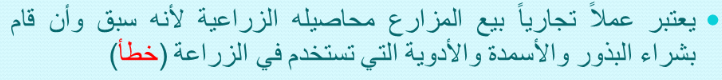 • يعتبر عملاً تجارياً بيع المزارع محاصيله الزراعية لأنه سبق وأن قام
بشراء البذور والأسمدة والأدوية التي تستخدم في الزراعة (خطأ)